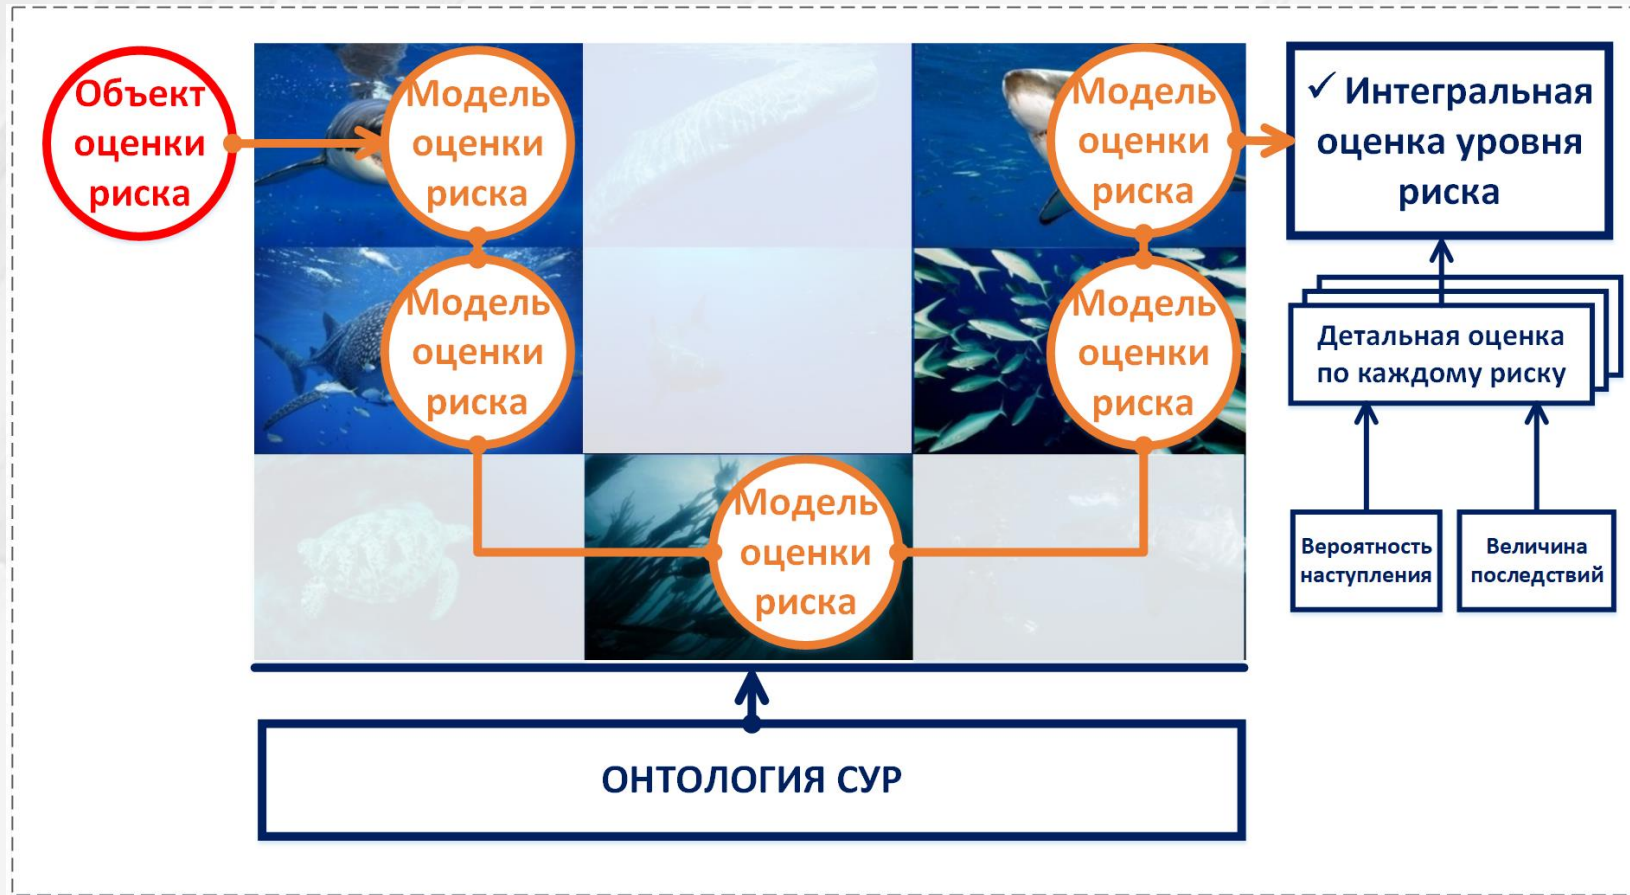 Объект
оценки
риска
Модель
оценки
риска
Модель
оценки
риска
✓ Интегральная
оценка уровня
риска
Модель
оценки
риска
Модель
оценки
риска
Детальная оценка
по каждому риску
Модель
оценки
риска
Вероятность
наступления
Величина
последствий
ОНТОЛОГИЯ СУР